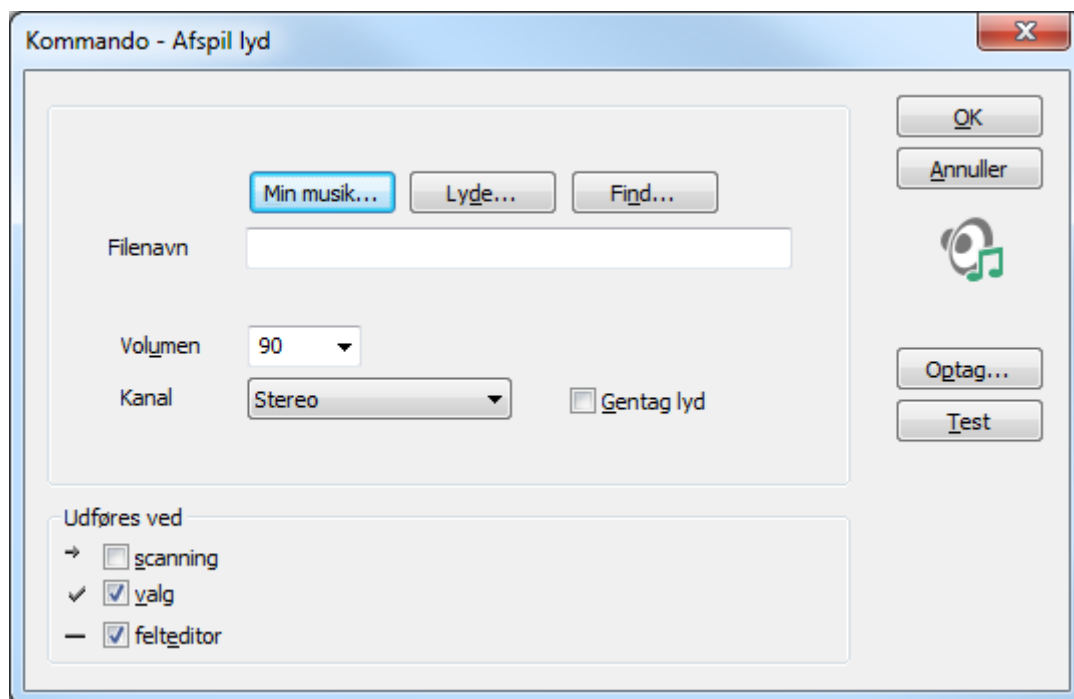 Kommando - Afspil lyd
OK
Annuller
Min musik...
Lyde...
Find...
Filenavn
Volumen
90
Kanal
Stereo
Gentag lyd
Optag...
Test
Udføres ved
scanning
valg
felteditor